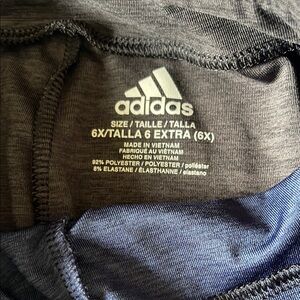 adidas
SIZE / TAILLE / TALLA
6X/TALLA 6 EXTRA (6X)
MADE IN VIETNAM
FABRIQUÉ AU VIÊTNAM
HECHO EN VIETNAM
92% POLYESTER / POLYESTER / poliéster
8% ELASTANE / ÉLASTHANNE / elastano